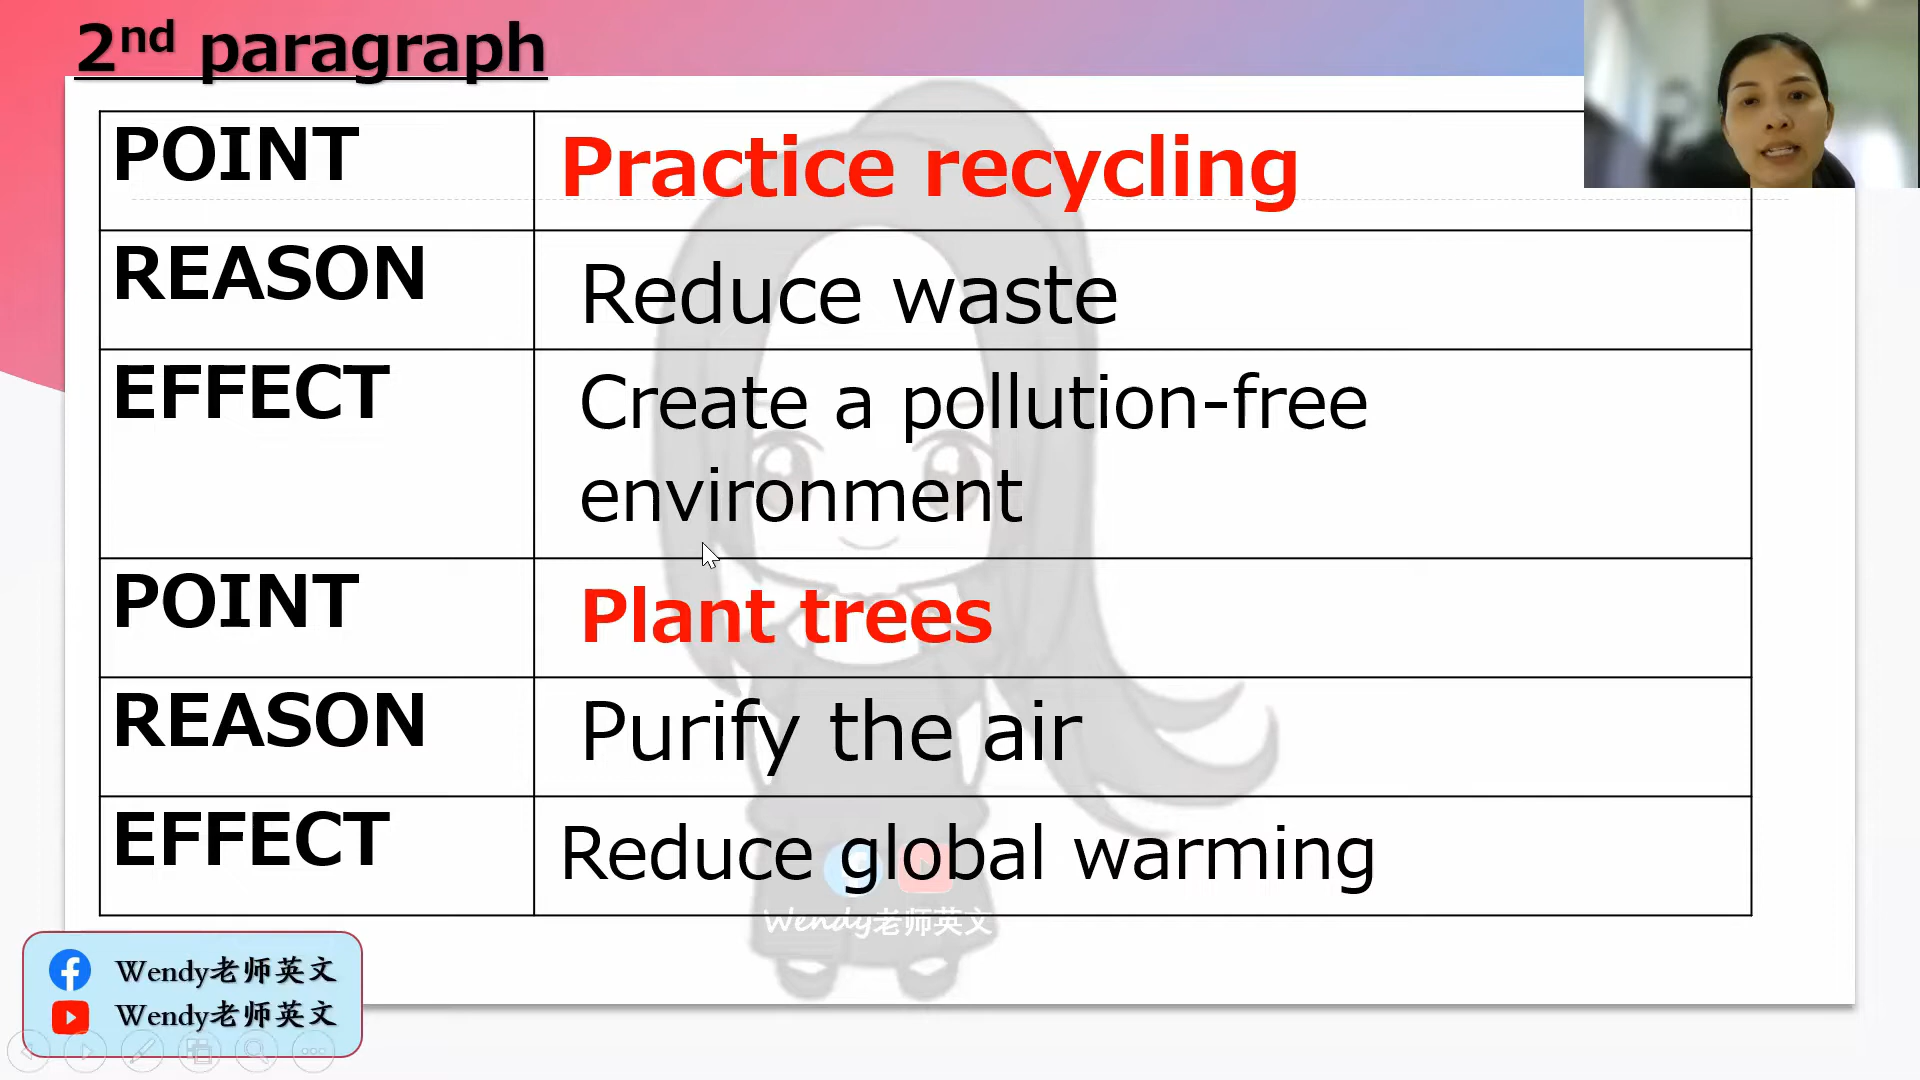 2nd paragraph
POINT
Practice recycling
REASON
Reduce waste
EFFECT
Create a pollution-free
environment
POINT
Plant trees
REASON
Purify the air
EFFECT
Reduce global warming
Wendy老师英文
Wendy老师英文
Wendy老师英文